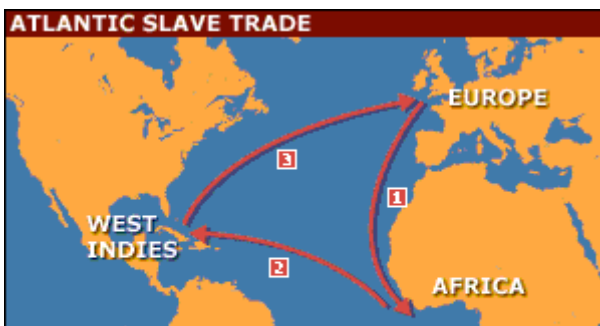 ATLANTIC SLAVE TRADE
EUROPE
3
1
WEST
INDIES
2
AFRICA